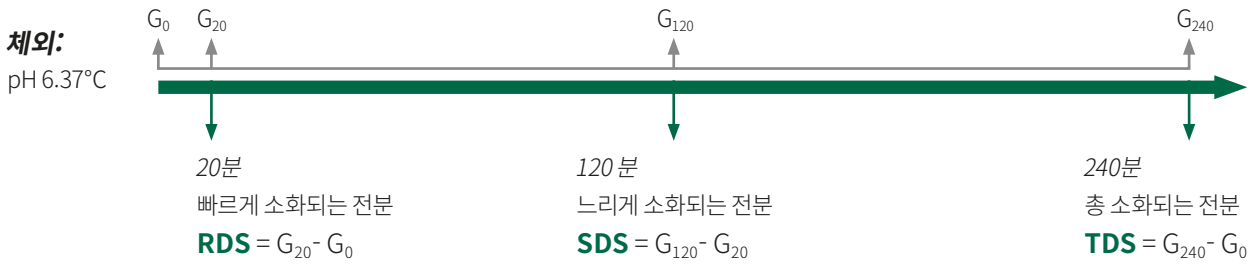 G₀ G₂₀ G₁₂₀ G₂₄₀
체외:
pH 6.37°C
20분 120 분 240분
빠르게 소화되는 전분 느리게 소화되는 전분 총 소화되는 전분
RDS = G₂₀- G₀ SDS = G₁₂₀- G₂₀ TDS = G₂₄₀- G₀